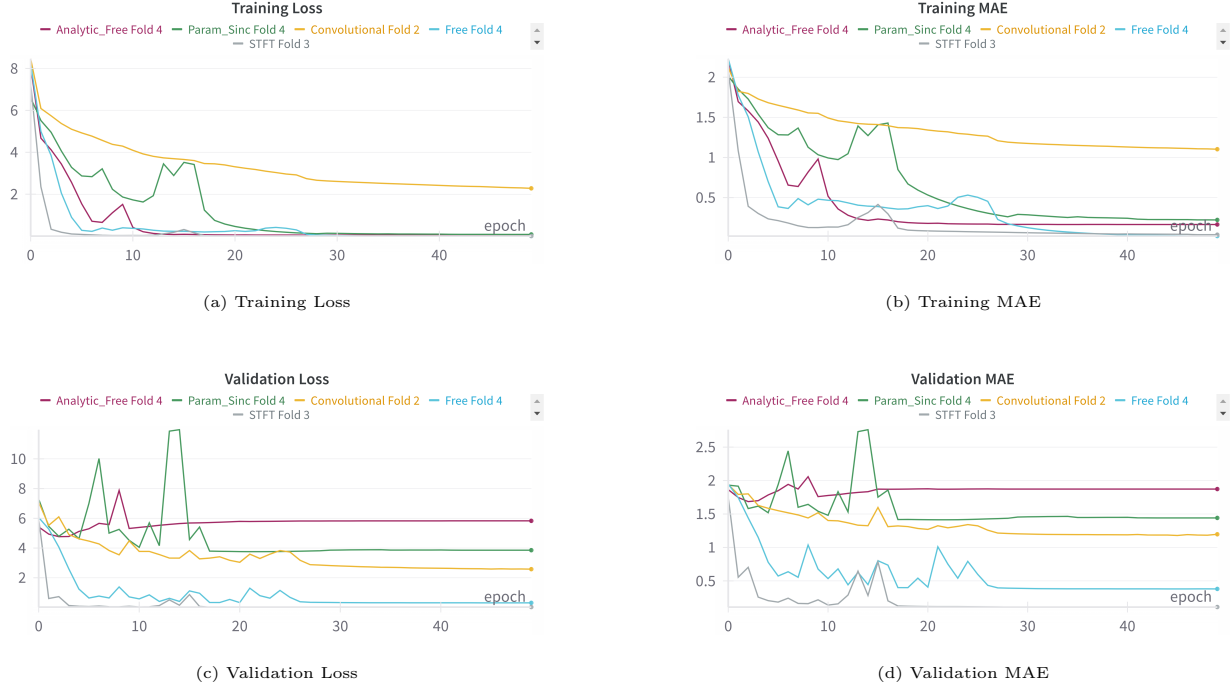 Training Loss
Analytic_Free Fold 4 Param_Sinc Fold 4 Convolutional Fold 2 Free Fold 4
STFT Fold 3
8
6
4
2
epoch
0 10 20 30 40
(a) Training Loss
Training MAE
Analytic_Free Fold 4 Param_Sinc Fold 4 Convolutional Fold 2 Free Fold 4
STFT Fold 3
2
1.5
1
0.5
epoch
0 10 20 30 40
(b) Training MAE
Validation Loss
Analytic_Free Fold 4 Param_Sinc Fold 4 Convolutional Fold 2 Free Fold 4
STFT Fold 3
10
8
6
4
2
epoch
0 10 20 30 40
(c) Validation Loss
Validation MAE
Analytic_Free Fold 4 Param_Sinc Fold 4 Convolutional Fold 2 Free Fold 4
STFT Fold 3
2.5
2
1.5
1
0.5
epoch
0 10 20 30 40
(d) Validation MAE